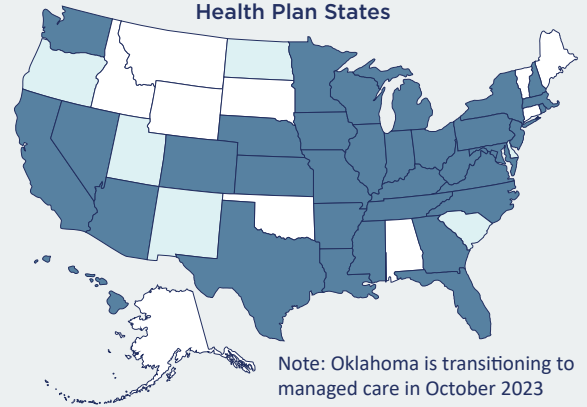 Health Plan States
Note: Oklahoma is transitioning to
managed care in October 2023